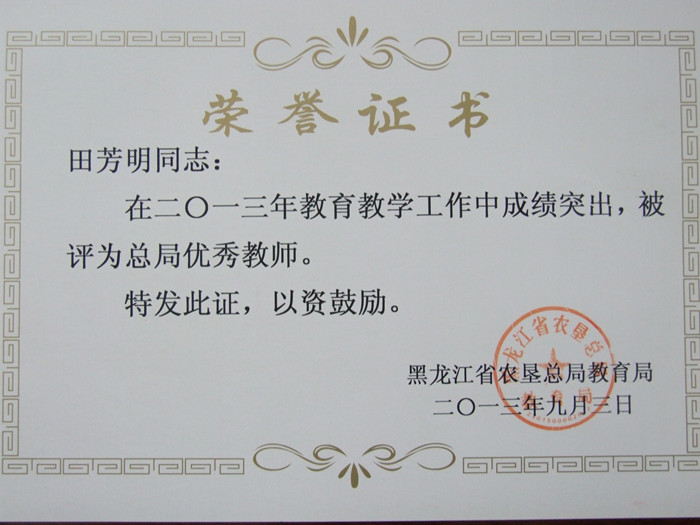 荣誉证书
田芳明同志：
在二〇一三年教育教学工作中成绩突出，被
评为总局优秀教师。
特发此证，以资鼓励。
黑龙江省农垦总局教育局
二〇一三年九月三日